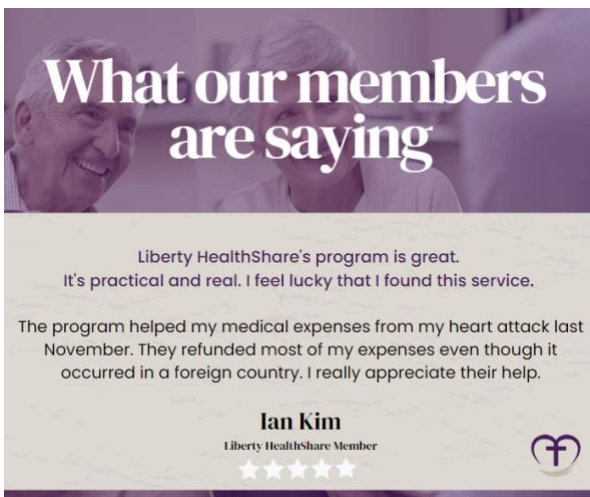 What our members
are saying
Liberty HealthShare's program is great.
It's practical and real. I feel lucky that I found this service.
The program helped my medical expenses from my heart attack last
November. They refunded most of my expenses even though it
occurred in a foreign country. I really appreciate their help.
Ian Kim
Liberty HealthShare Member